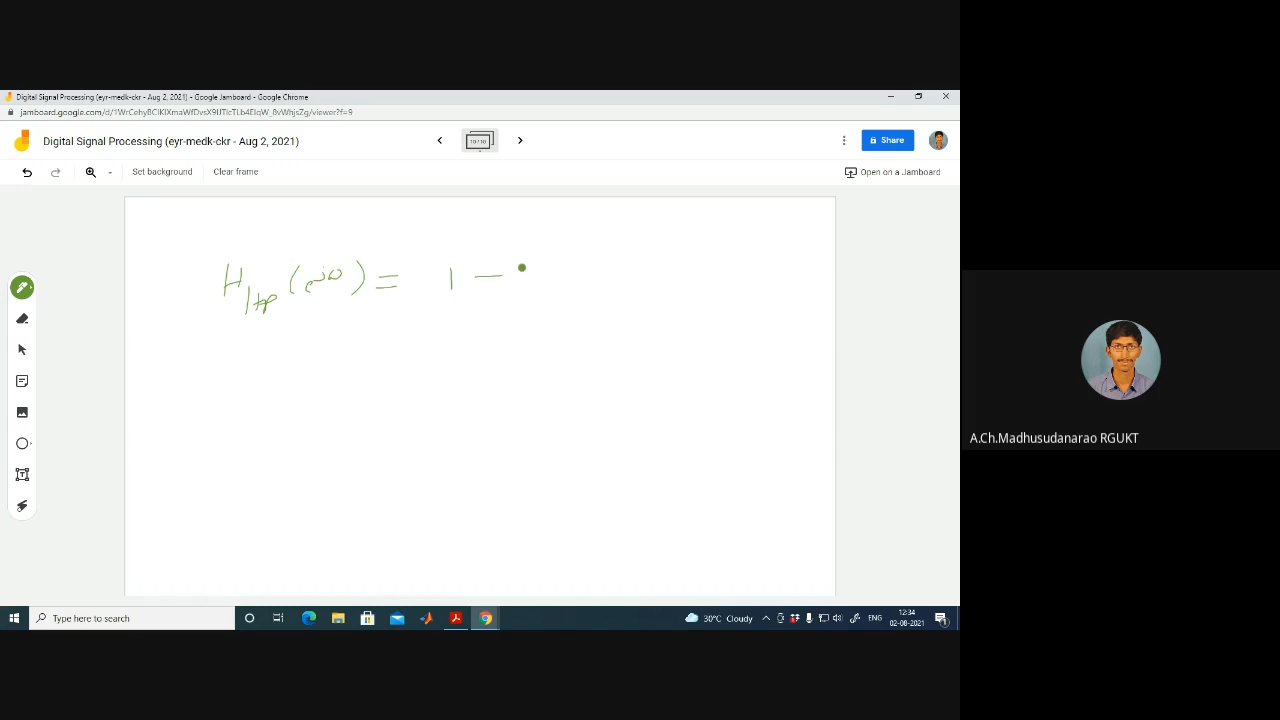 Digital Signal Processing (eyr-medk-ckr - Aug 2, 2021) - Google Jamboard - Google Chrome
Digital Signal Processing (eyr-medk-ckr - Aug 2, 2021)
10 / 10
Share
Set background
Clear frame
Open on a Jamboard
(e^jω) = 1 —
A.Ch.Madhusudanarao RGUKT
Type here to search
30°C Cloudy
ENG
12:34
02-08-2021